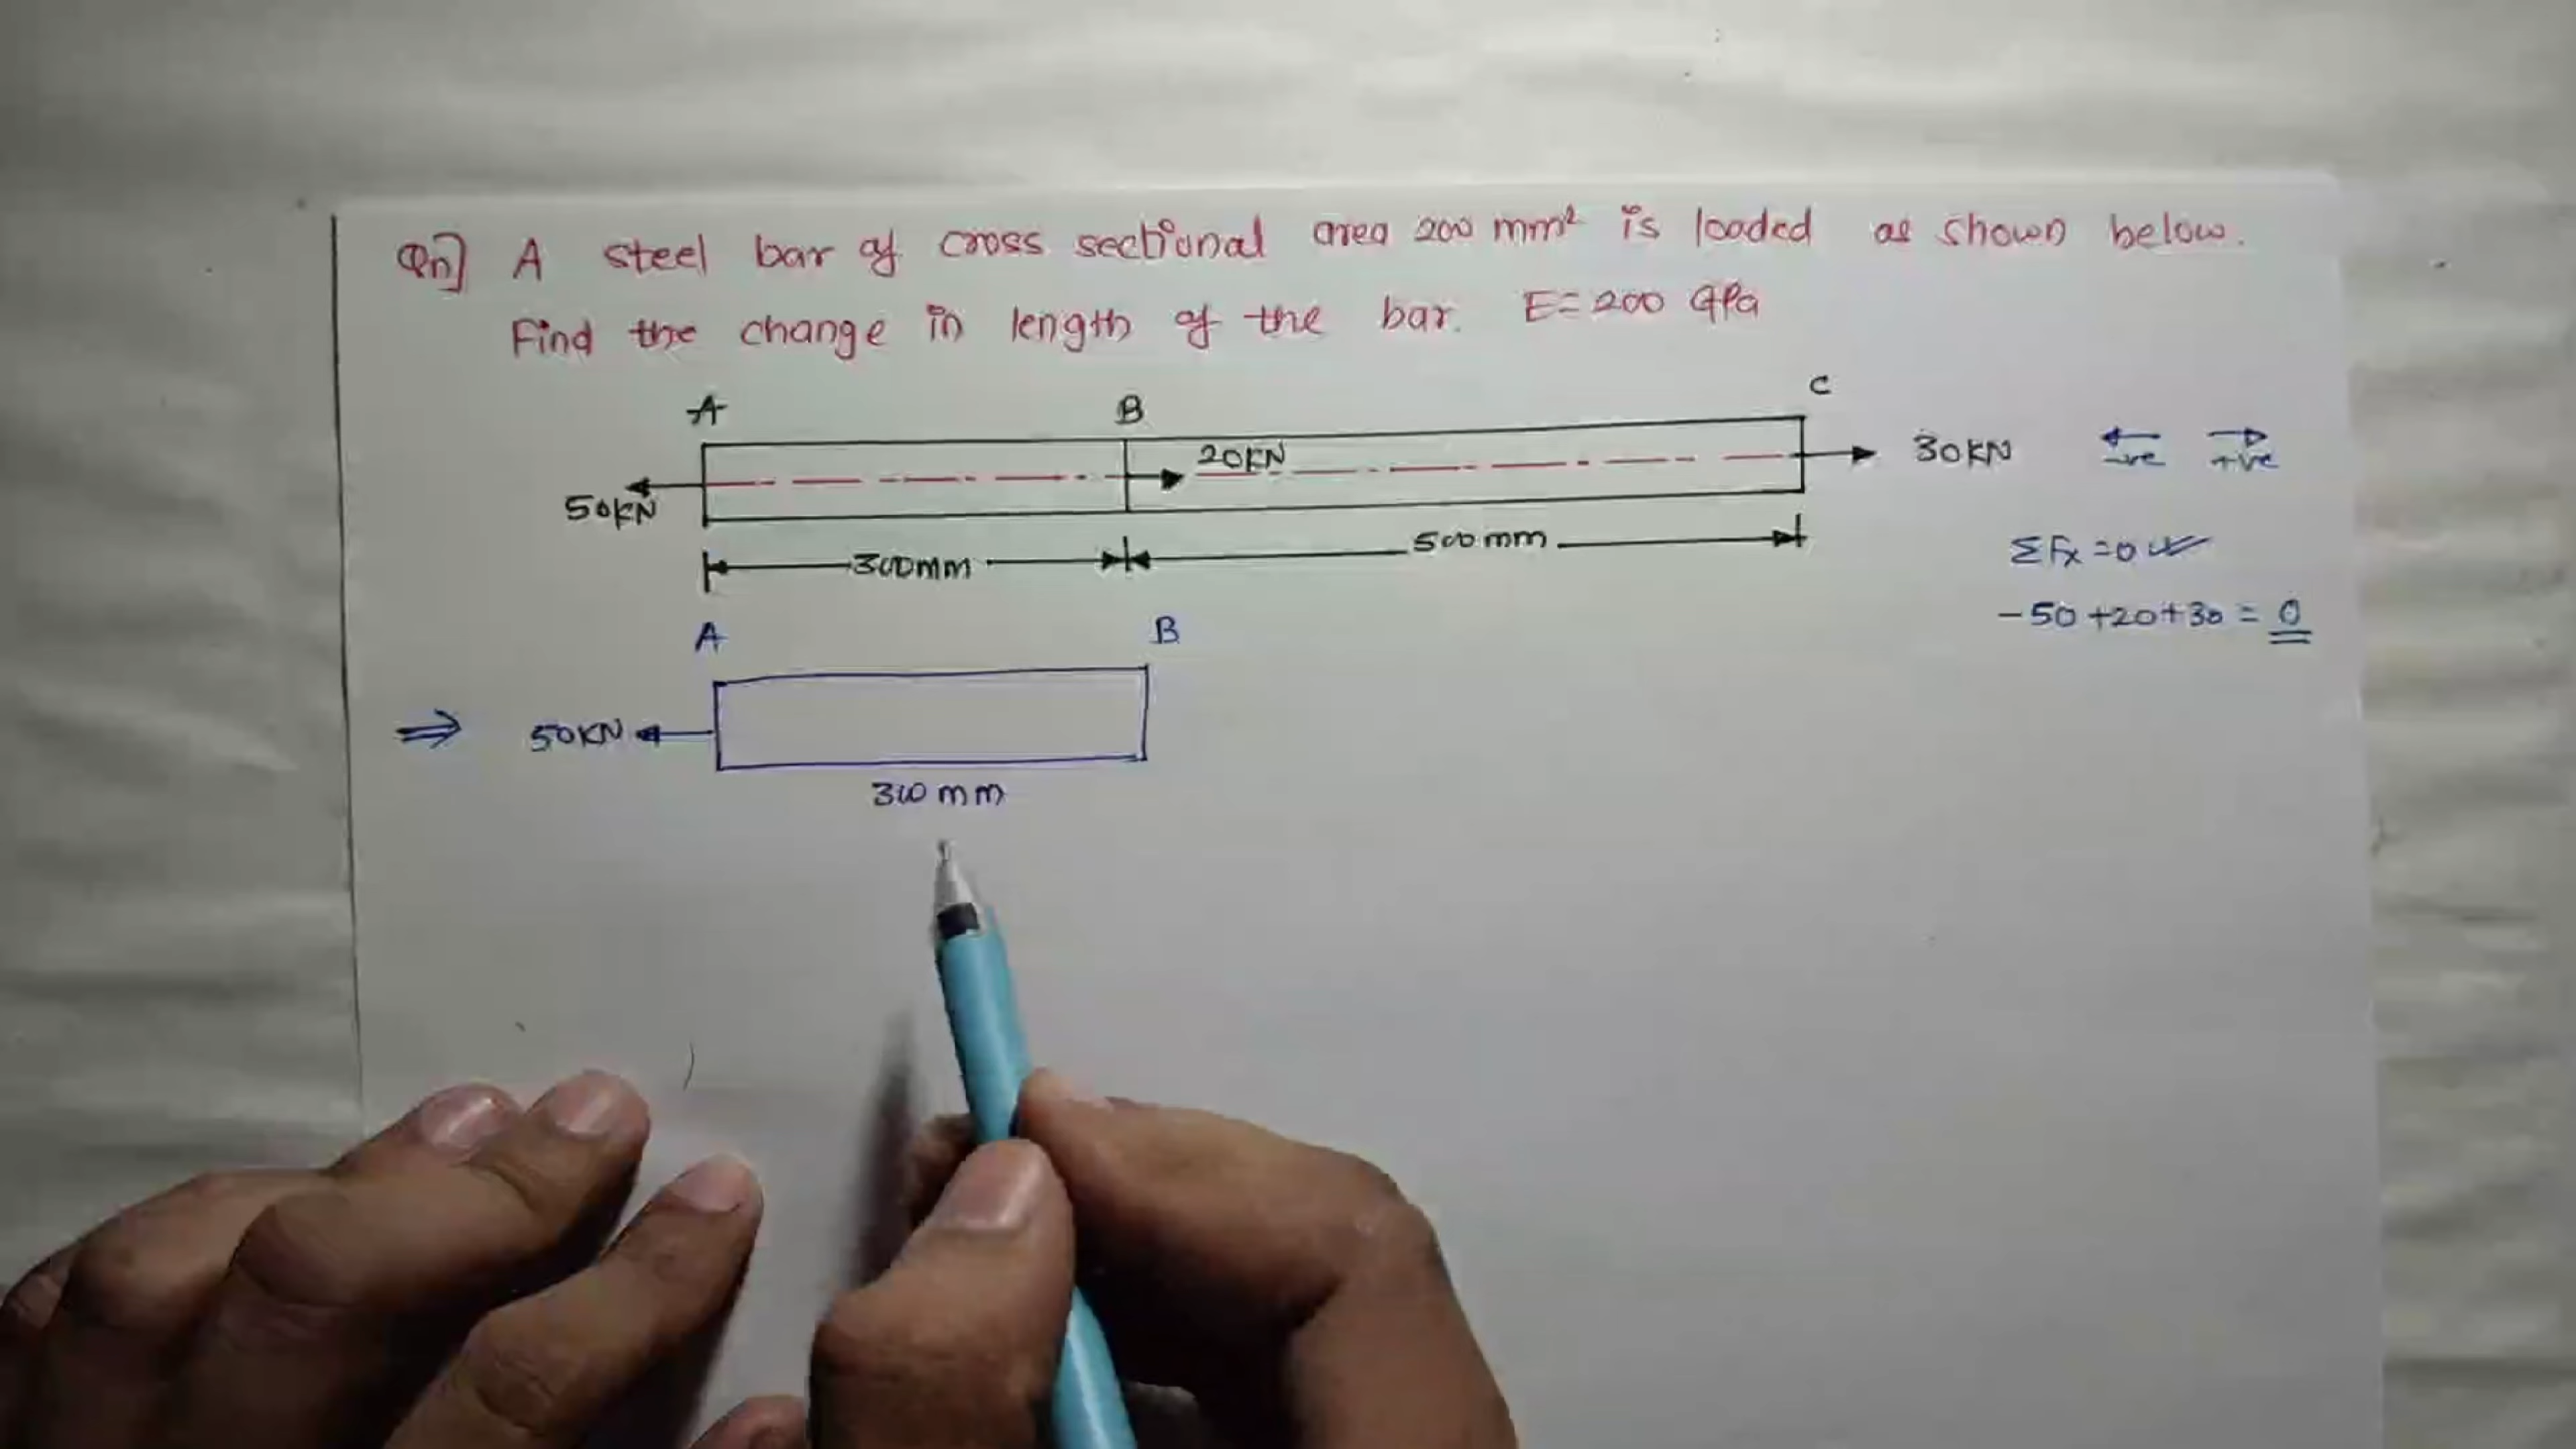 Qn] A steel bar of cross sectional area 200 mm² is loaded as shown below.
Find the change in length of the bar. E=200 GPa
A B C
50KN 20KN 30KN
-ve +ve
300mm 500mm
ΣFx=0
-50+20+30=0
A B
⇒ 50KN
300mm